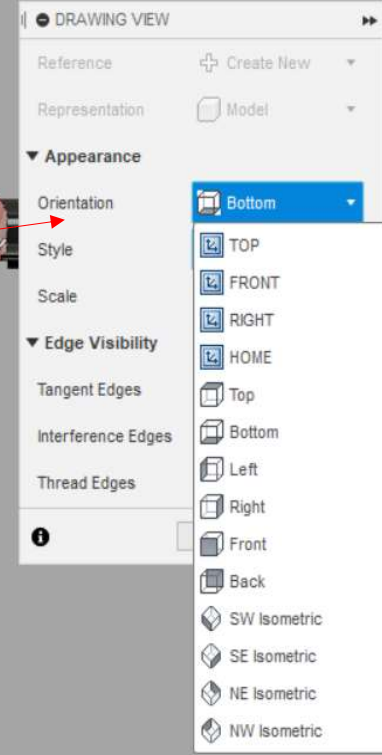 DRAWING VIEW
Reference Create New
Representation Model
Appearance
Orientation Bottom
Style
Scale
Edge Visibility
Tangent Edges
Interference Edges
Thread Edges
TOP
FRONT
RIGHT
HOME
Top
Bottom
Left
Right
Front
Back
SW Isometric
SE Isometric
NE Isometric
NW Isometric